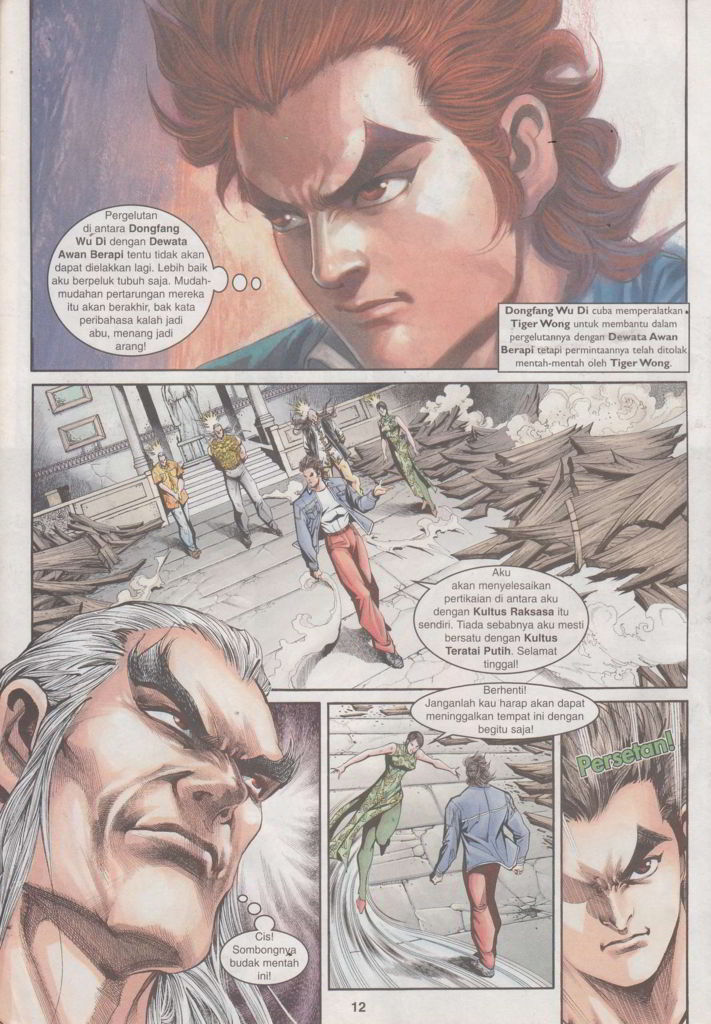 Pergelutan
di antara Dongfang
Wu Di dengan Dewata
Awan Berapi tentu tidak akan
dapat dielakkan lagi. Lebih baik
aku berpeluk tubuh saja. Mudah-
mudahan pertarungan mereka
itu akan berakhir, bak kata
peribahasa kalah jadi
abu, menang jadi
arang!
Dongfang Wu Di cuba memperalatkan
Tiger Wong untuk membantu dalam
pergelutannya dengan Dewata Awan
Berapi tetapi permintaannya telah ditolak
mentah-mentah oleh Tiger Wong.
Aku
akan menyelesaikan
pertikaian di antara aku
dengan Kultus Raksasa itu
sendiri. Tiada sebabnya aku mesti
bersatu dengan Kultus
Teratai Putih. Selamat
tinggal!
Cis!
Sombongnya
budak mentah
ini!
Berhenti!
Janganlah kau harap akan dapat
meninggalkan tempat ini dengan
begitu saja!
Persetan!
12